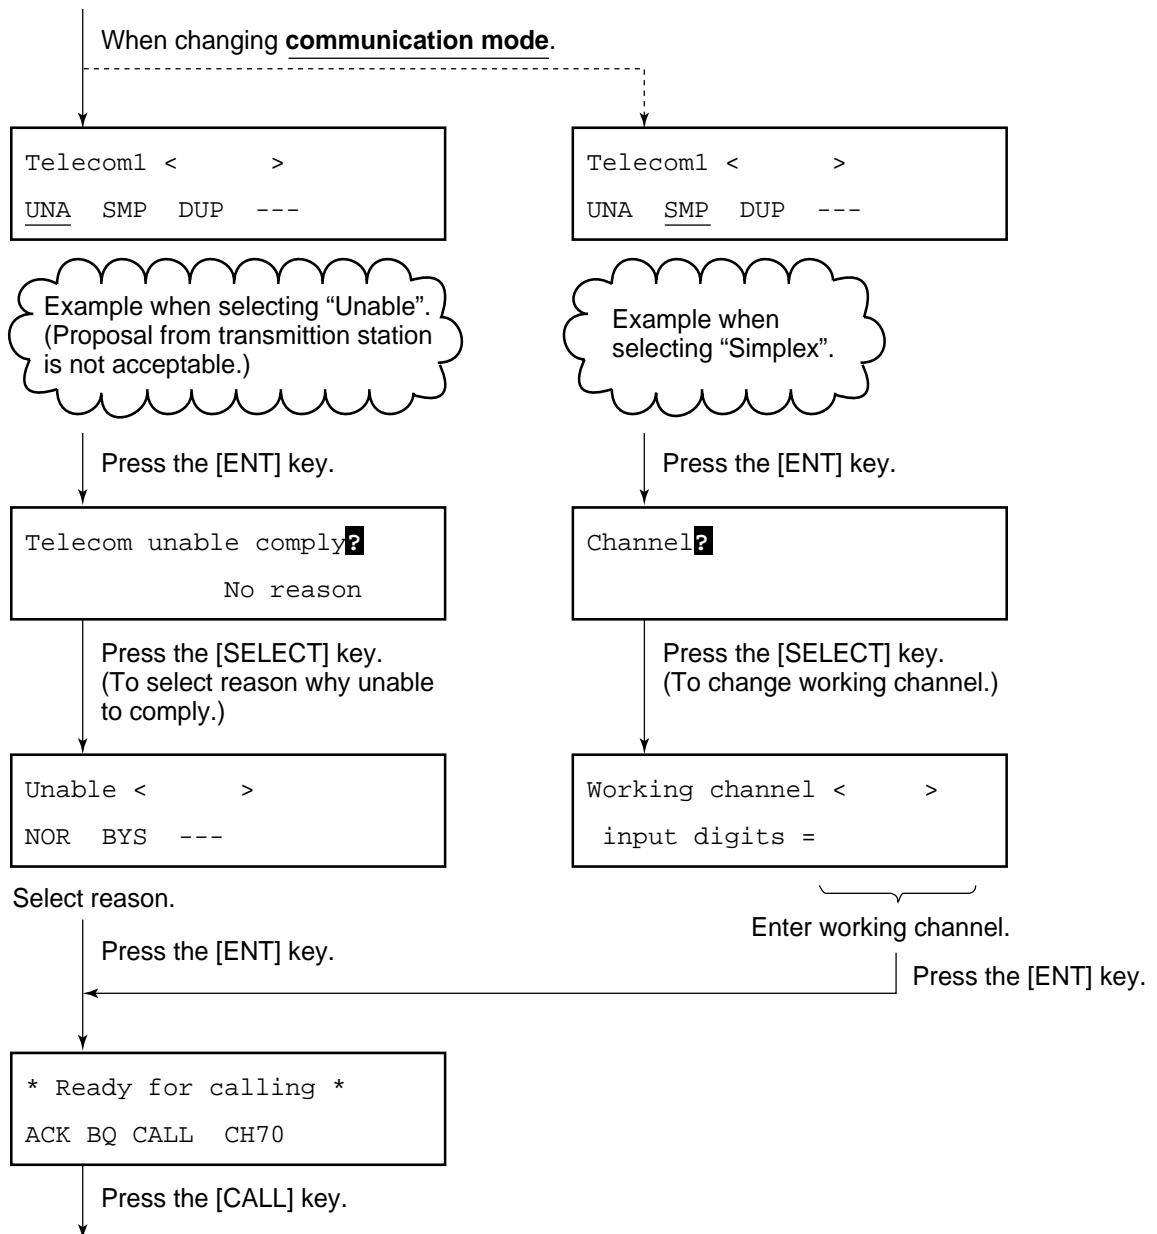 When changing communication mode.
Telecom1 <      >
UNA  SMP  DUP  ---
Example when selecting “Unable”.
(Proposal from transmittion station
is not acceptable.)
Press the [ENT] key.
Telecom unable comply?
No reason
Press the [SELECT] key.
(To select reason why unable
to comply.)
Unable <      >
NOR  BYS  ---
Select reason.
Press the [ENT] key.
Telecom1 <      >
UNA  SMP  DUP  ---
Example when
selecting “Simplex”.
Press the [ENT] key.
Channel?
Press the [SELECT] key.
(To change working channel.)
Working channel <     >
input digits =
Enter working channel.
Press the [ENT] key.
* Ready for calling *
ACK BQ CALL  CH70
Press the [CALL] key.